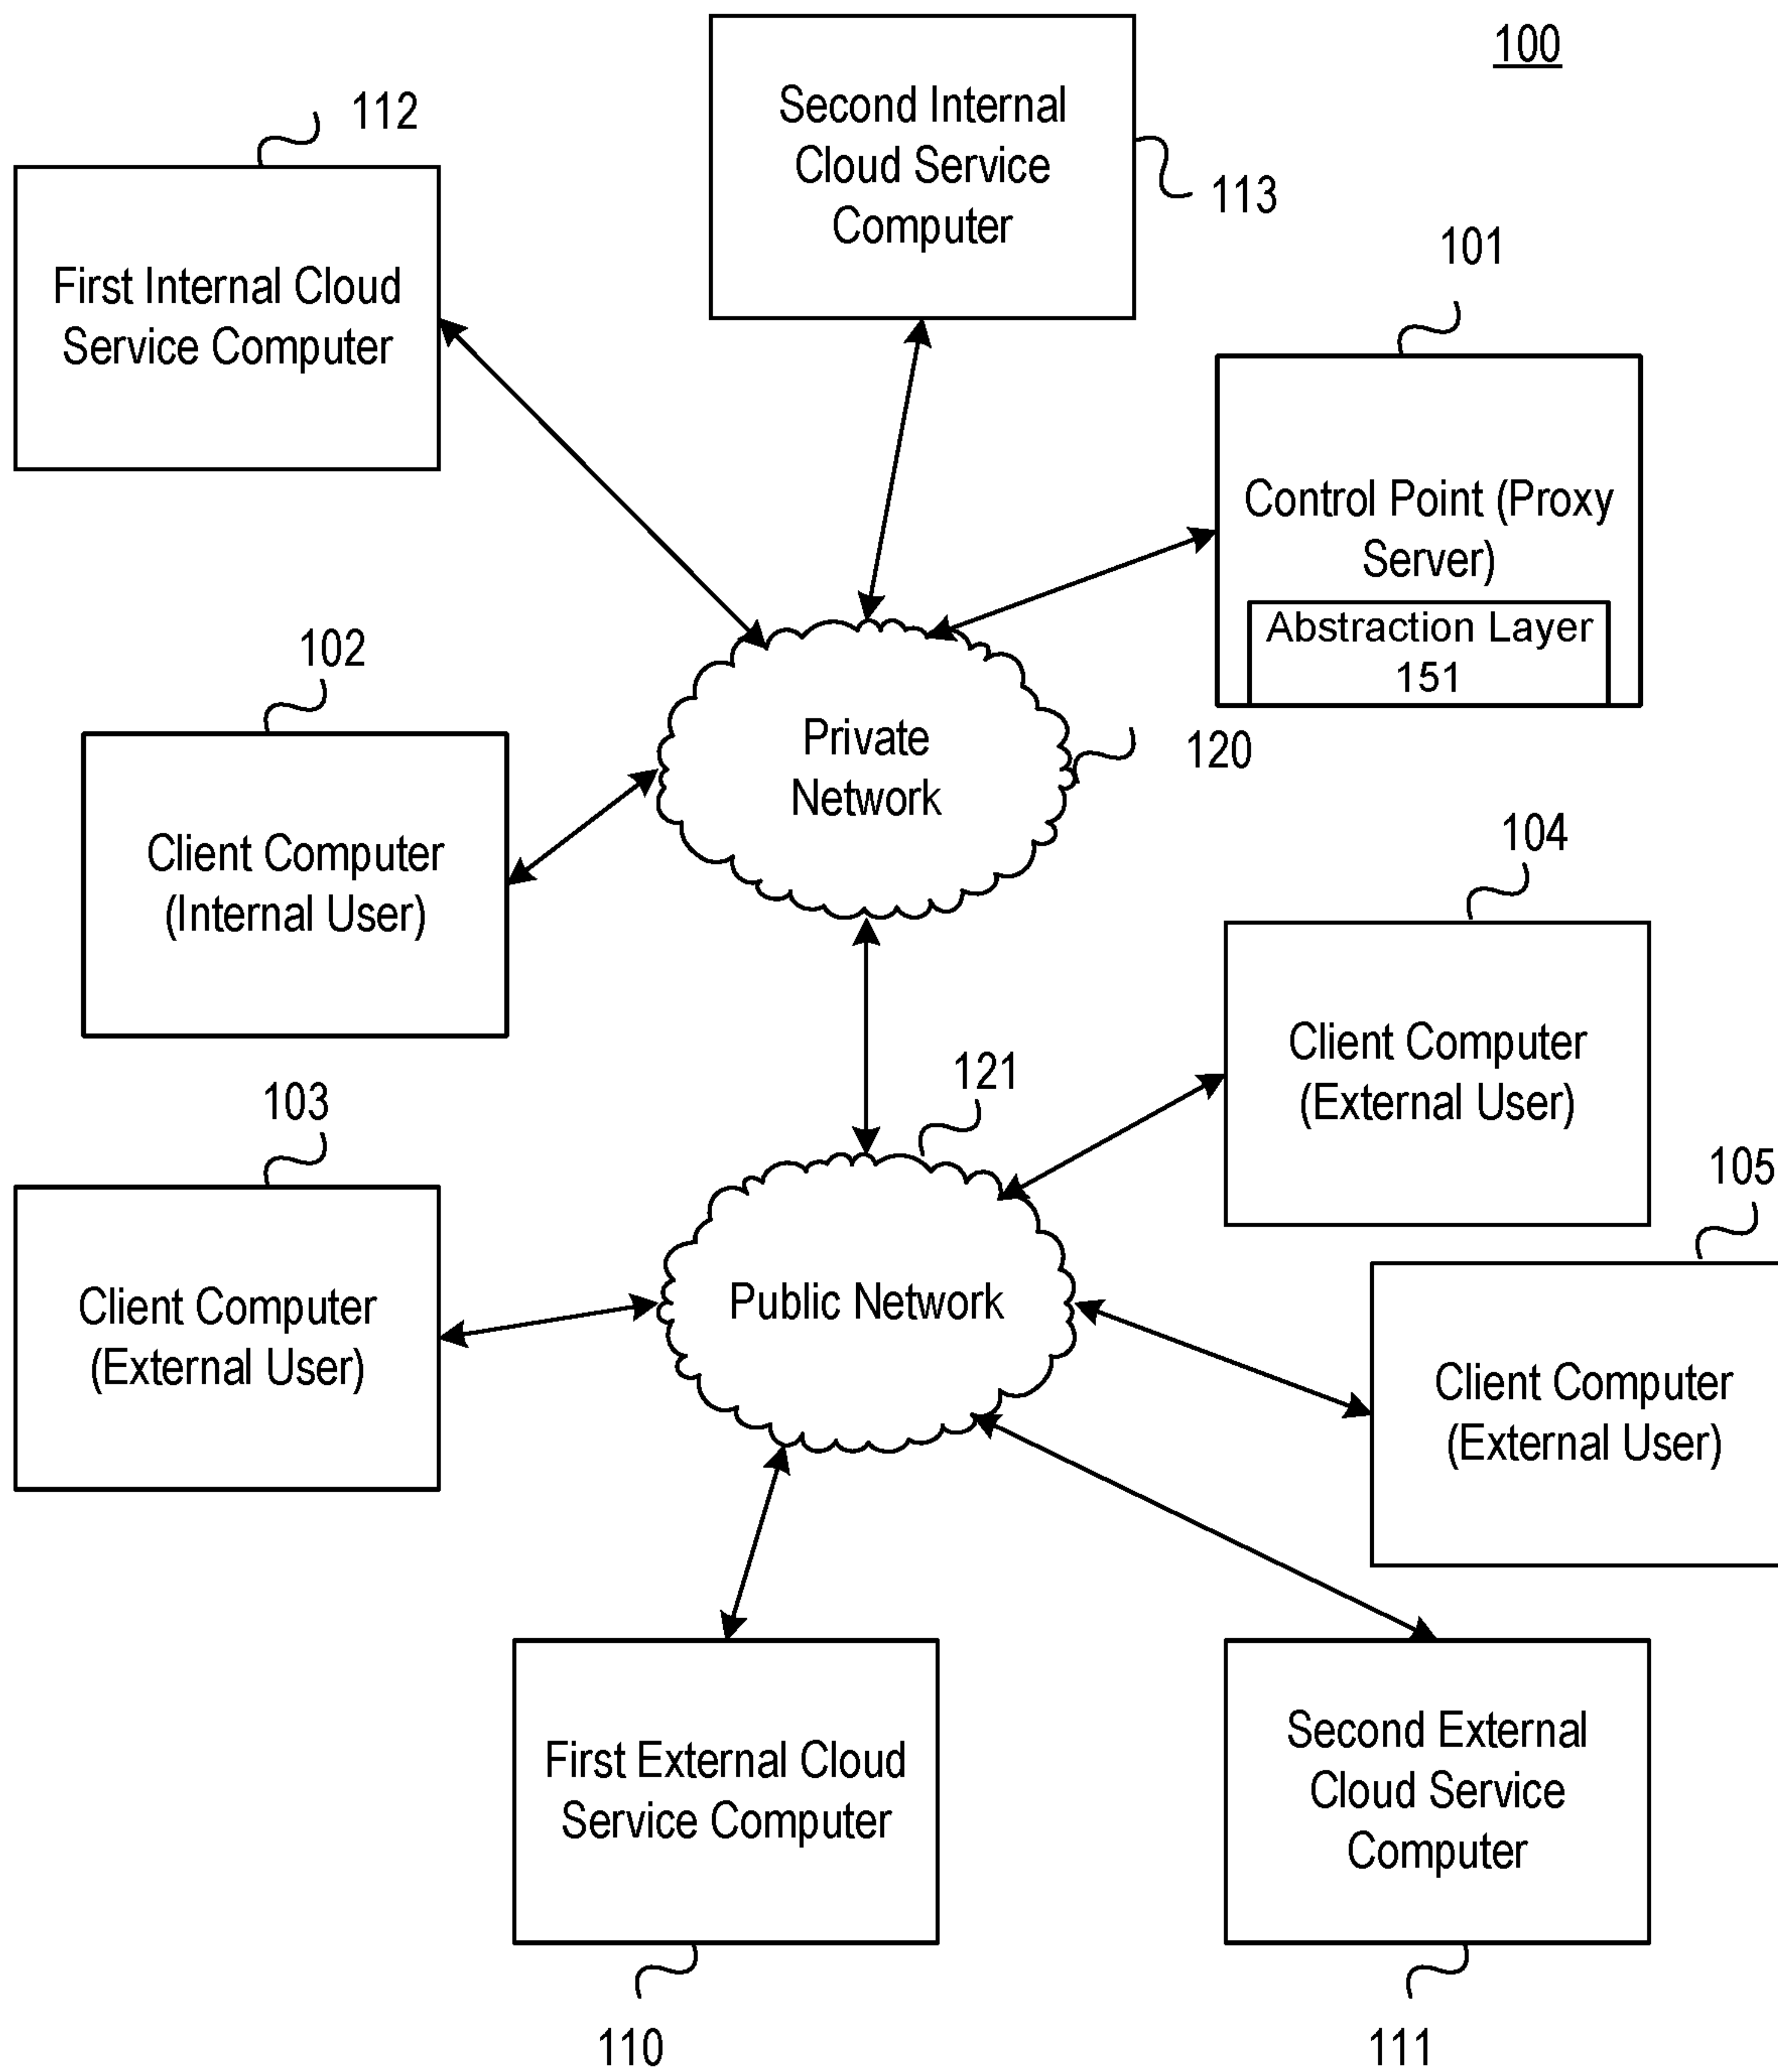 100
112
Second Internal
Cloud Service
Computer
113
First Internal Cloud
Service Computer
101
Control Point (Proxy
Server)
Abstraction Layer
151
102
Private
Network
120
Client Computer
(Internal User)
104
Client Computer
(External User)
121
103
105
Client Computer
(External User)
Public Network
Client Computer
(External User)
First External Cloud
Service Computer
Second External
Cloud Service
Computer
110
111